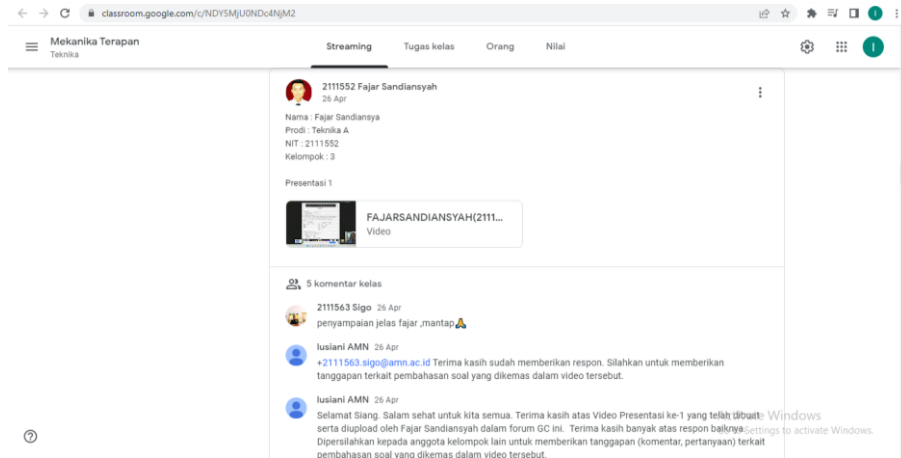 classroom.google.com/c/NDY5MjU0NDc4NjM2
Mekanika Terapan
Teknika
Streaming
Tugas kelas
Orang
Nilai
I
2111552 Fajar Sandiansyah
26 Apr
Nama : Fajar Sandiansya
Prodi : Teknika A
NIT : 2111552
Kelompok : 3
Presentasi 1
FAJARSANDIANSYAH(2111...
Video
5 komentar kelas
2111563 Sigo 26 Apr
penyampaian jelas fajar ,mantap🙏
lusiani AMN 26 Apr
+2111563.sigo@amn.ac.id Terima kasih sudah memberikan respon. Silahkan untuk memberikan
tanggapan terkait pembahasan soal yang dikemas dalam video tersebut.
lusiani AMN 26 Apr
Selamat Siang. Salam sehat untuk kita semua. Terima kasih atas Video Presentasi ke-1 yang telah dibuat
serta diupload oleh Fajar Sandiansyah dalam forum GC ini. Terima kasih banyak atas respon baiknya.
Dipersilahkan kepada anggota kelompok lain untuk memberikan tanggapan (komentar, pertanyaan) terkait
pembahasan soal yang dikemas dalam video tersebut.
Activate Windows
Settings to activate Windows.